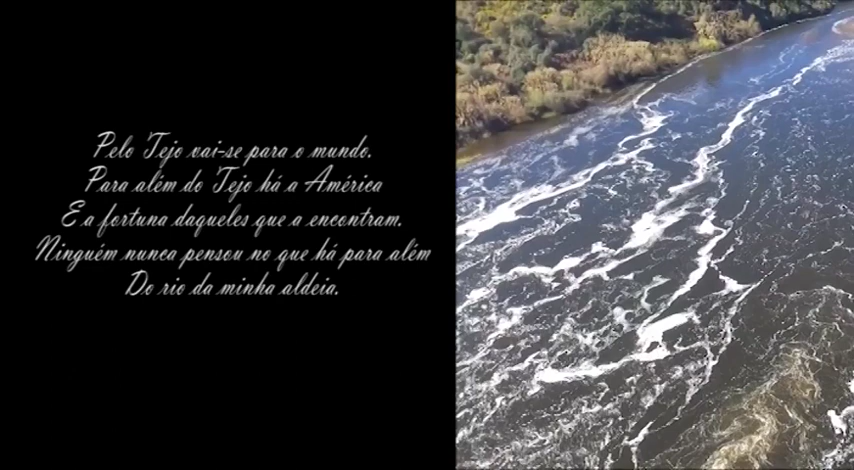 Pelo Tejo vai-se para o mundo.
Para além do Tejo há a América
E a fortuna daqueles que a encontram.
Ninguém nunca pensou no que há para além
Do rio da minha aldeia.